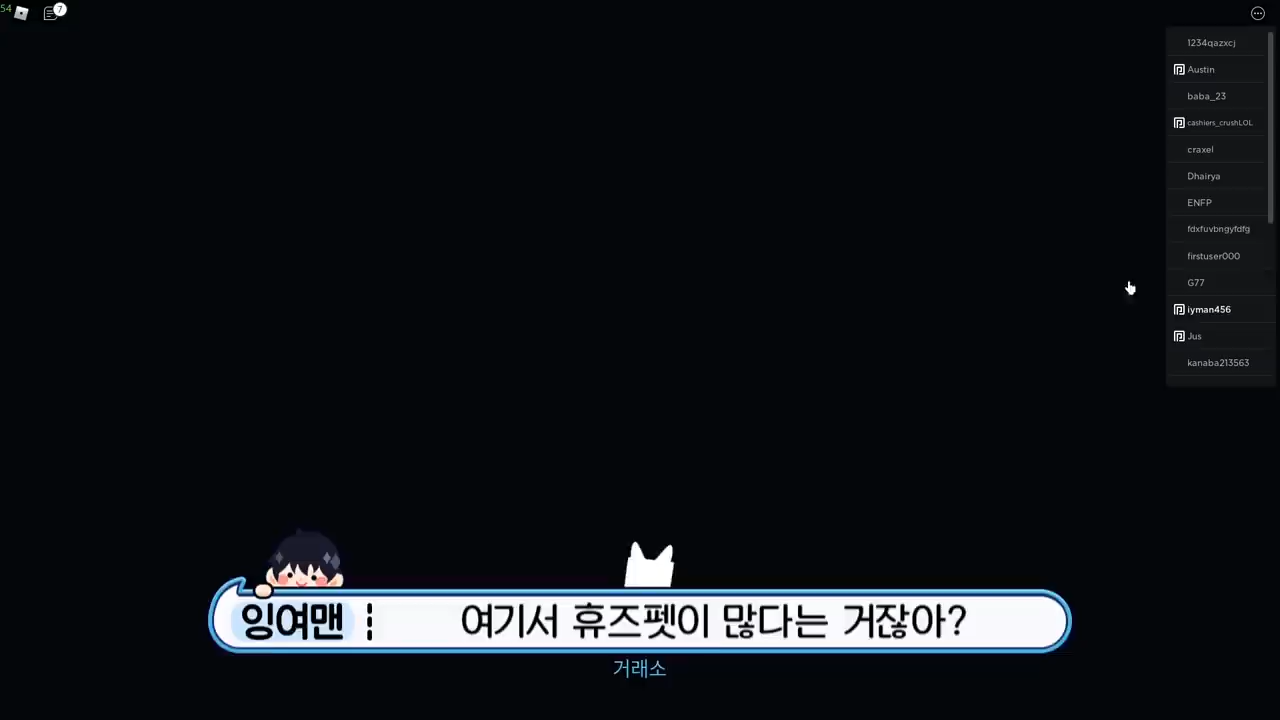 54
7
1234qazxcj
Austin
baba_23
cashiers_crushLOL
craxel
Dhairya
ENFP
fdxfuvbngyfdfg
firstuser000
G77
iyman456
Jus
kanaba213563
잉여맨 여기서 휴즈펫이 많다는 거잖아?
거래소